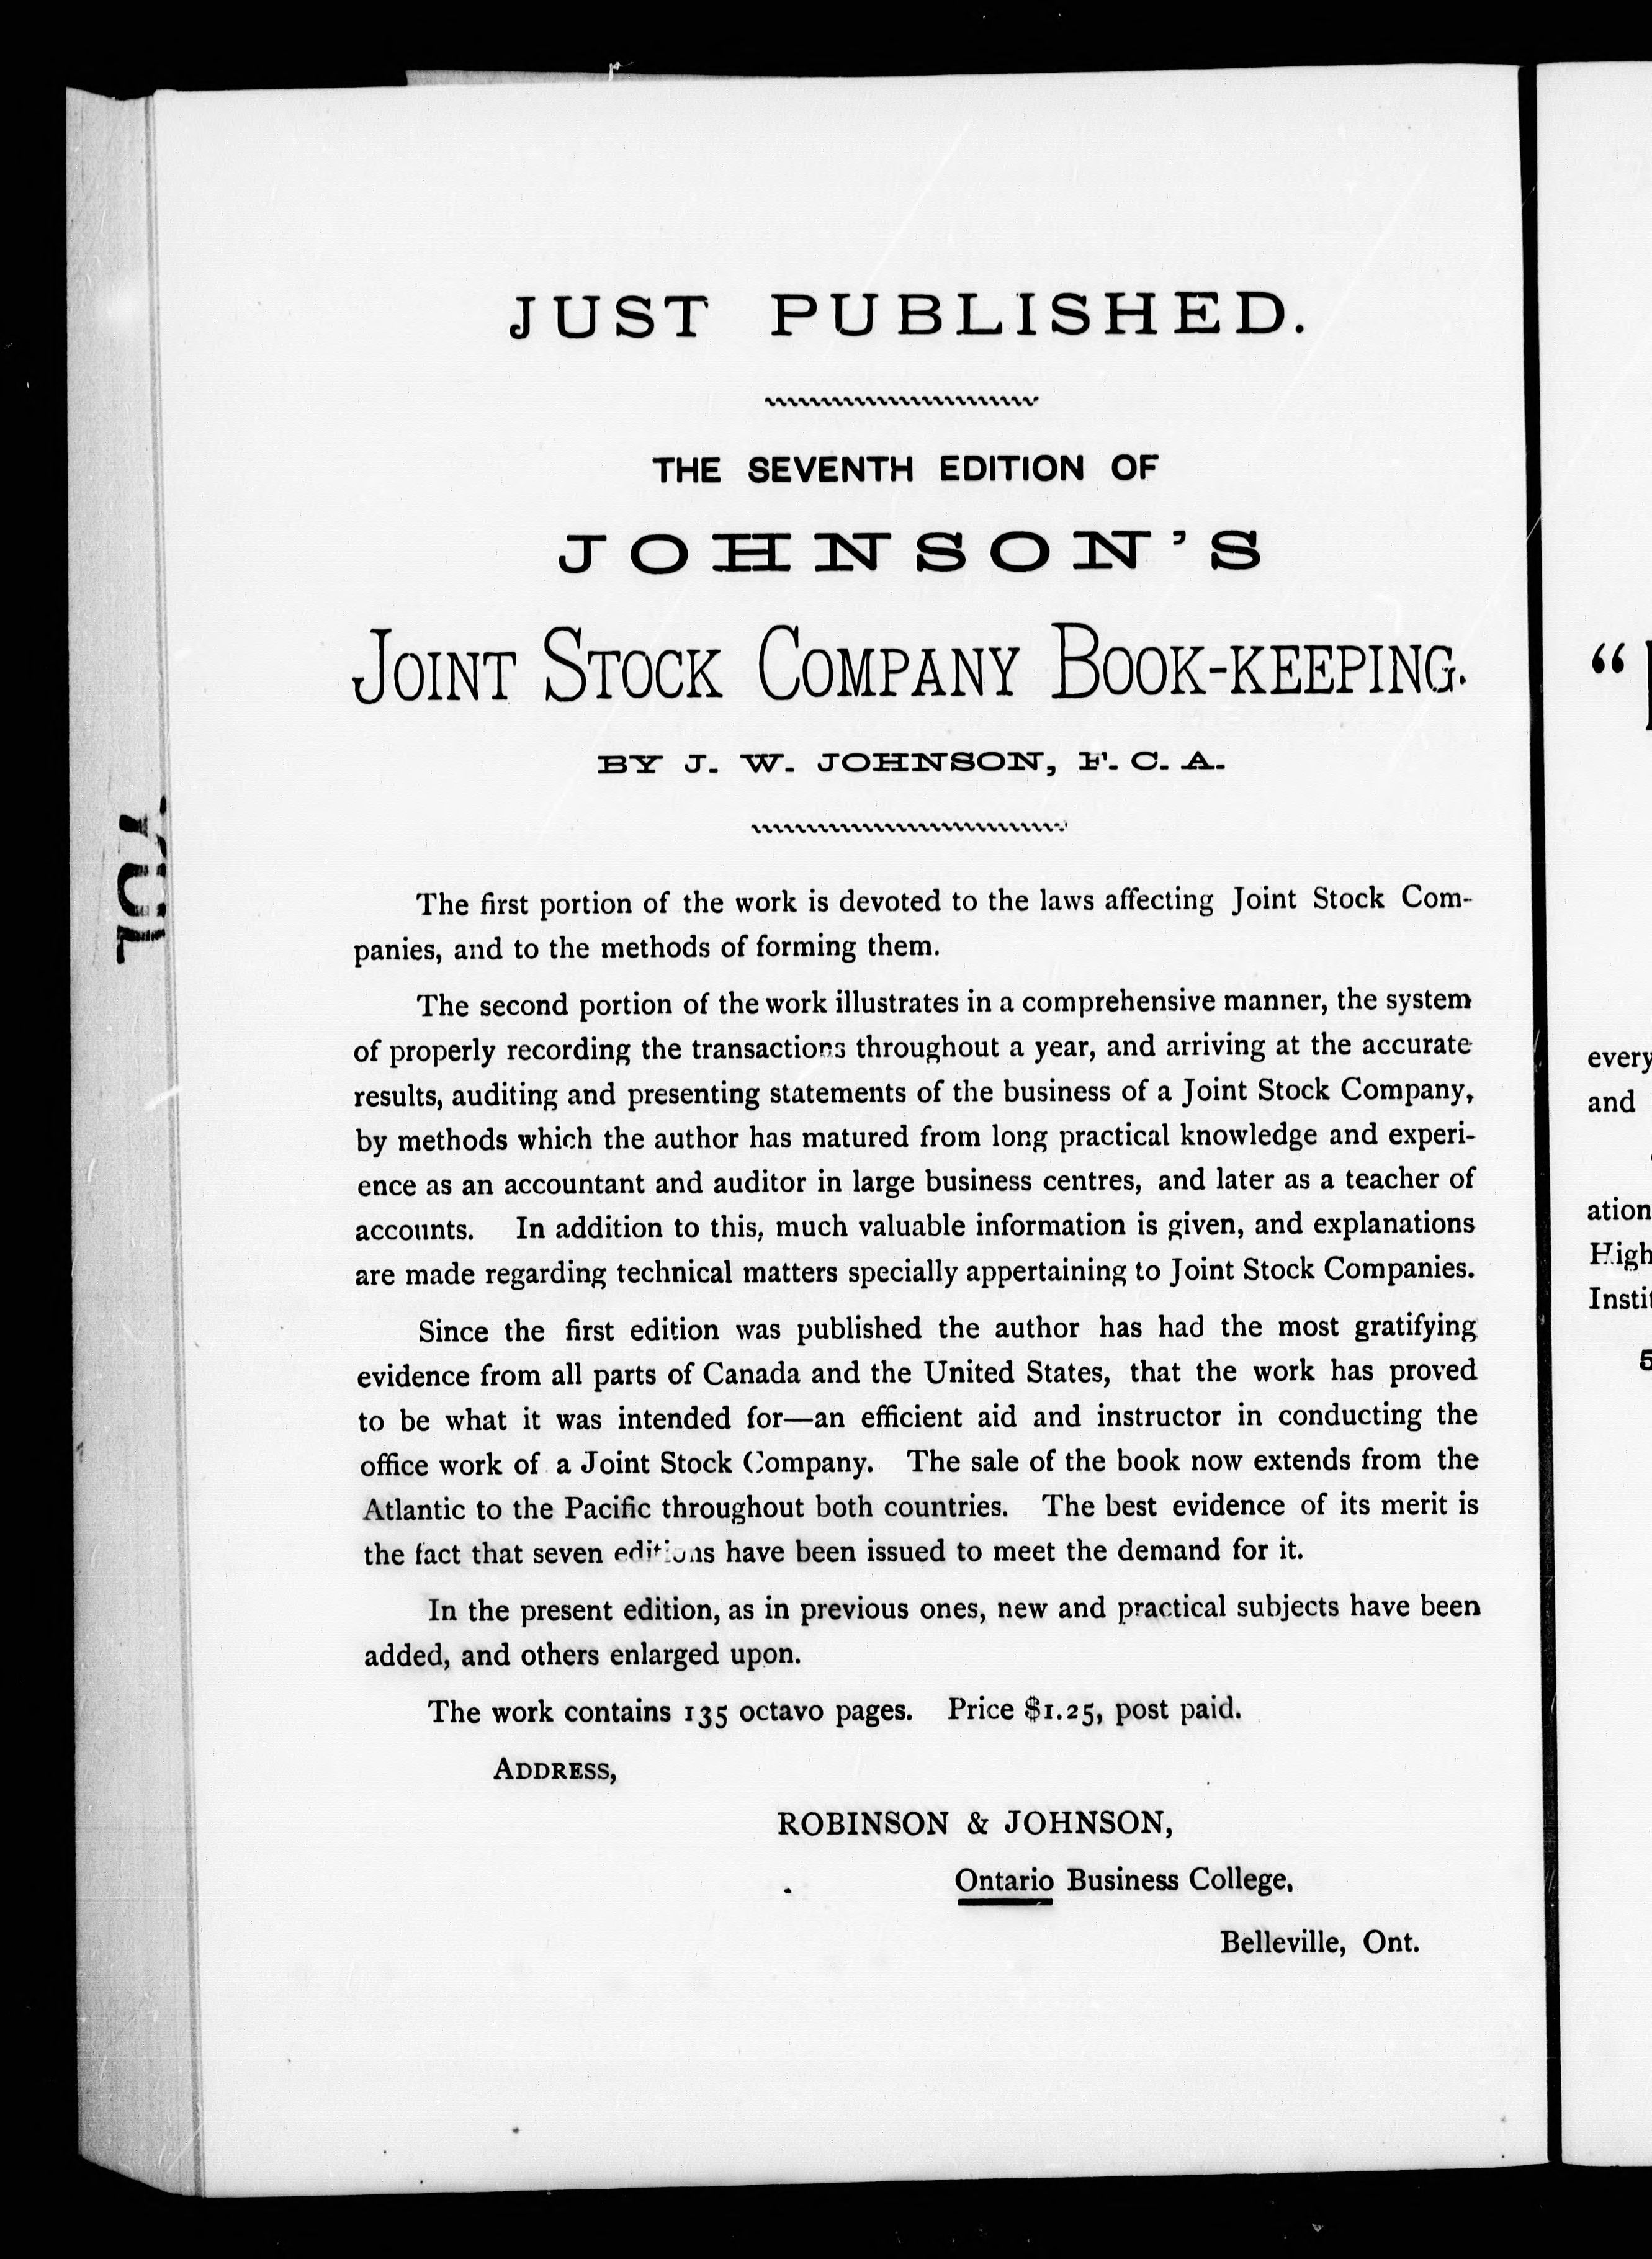 JUST PUBLISHED.
THE SEVENTH EDITION OF
JOHNSON'S
JOINT STOCK COMPANY BOOK-KEEPING.
BY J. W. JOHNSON, F. C. A.
The first portion of the work is devoted to the laws affecting Joint Stock Com-
panies, and to the methods of forming them.
The second portion of the work illustrates in a comprehensive manner, the system
of properly recording the transactions throughout a year, and arriving at the accurate
results, auditing and presenting statements of the business of a Joint Stock Company,
by methods which the author has matured from long practical knowledge and experi-
ence as an accountant and auditor in large business centres, and later as a teacher of
accounts. In addition to this, much valuable information is given, and explanations
are made regarding technical matters specially appertaining to Joint Stock Companies.
Since the first edition was published the author has had the most gratifying
evidence from all parts of Canada and the United States, that the work has proved
to be what it was intended for—an efficient aid and instructor in conducting the
office work of a Joint Stock Company. The sale of the book now extends from the
Atlantic to the Pacific throughout both countries. The best evidence of its merit is
the fact that seven editions have been issued to meet the demand for it.
In the present edition, as in previous ones, new and practical subjects have been
added, and others enlarged upon.
The work contains 135 octavo pages. Price $1.25, post paid.
ADDRESS,
ROBINSON & JOHNSON,
Ontario Business College,
Belleville, Ont.
every
and
ation
High